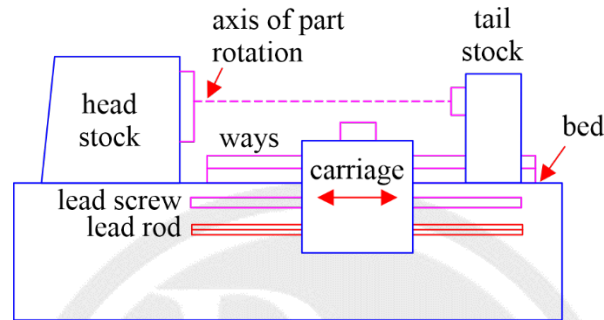 axis of part
rotation
tail
stock
head
stock
ways
bed
carriage
lead screw
lead rod